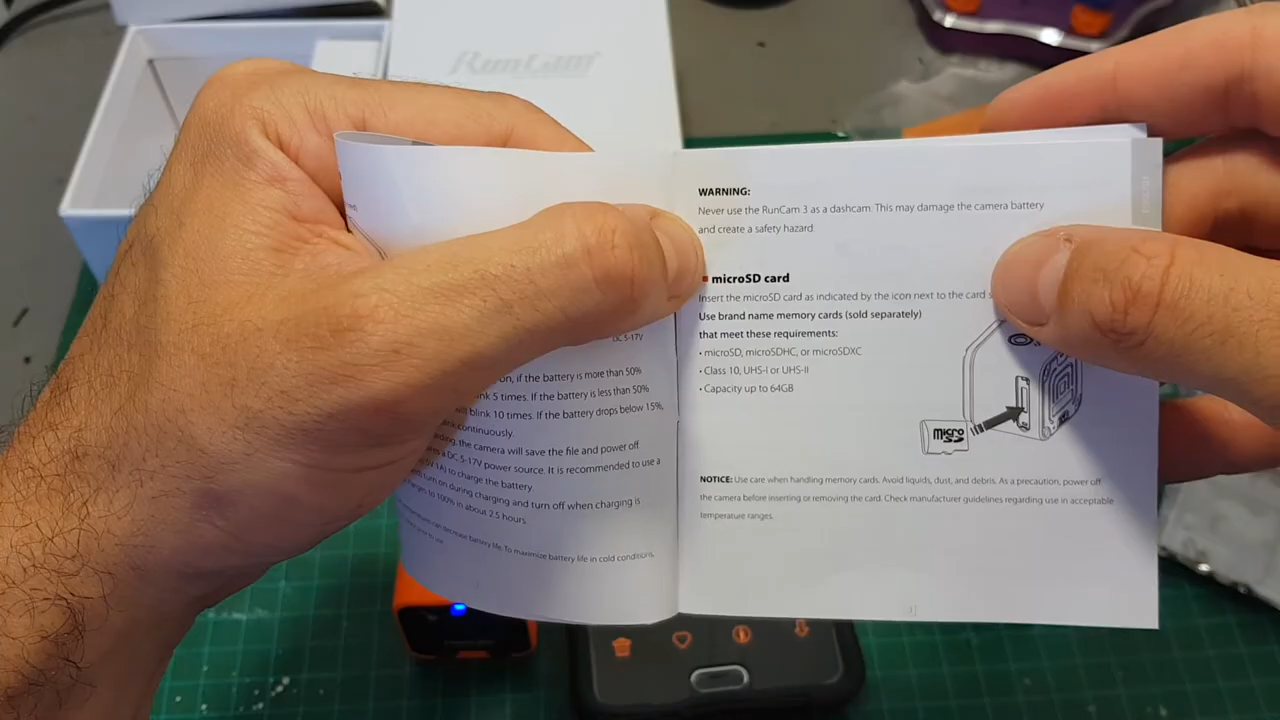 RunCam
DC 5-17V
on, if the battery is more than 50%
blink 5 times. If the battery is less than 50%
will blink 10 times. If the battery drops below 15%,
continuously.
the camera will save the file and power off
a DC 5-17V power source. It is recommended to use a
1A) to charge the battery.
turn on during charging and turn off when charging is
to 100% in about 2.5 hours.
can decrease battery life. To maximize battery life in cold conditions,
prior to use.
WARNING:
Never use the RunCam 3 as a dashcam. This may damage the camera battery
and create a safety hazard.
microSD card
Insert the microSD card as indicated by the icon next to the card s
Use brand name memory cards (sold separately)
that meet these requirements:
• microSD, microSDHC, or microSDXC
• Class 10, UHS-I or UHS-II
• Capacity up to 64GB
micro
SD
NOTICE: Use care when handling memory cards. Avoid liquids, dust, and debris. As a precaution, power off
the camera before inserting or removing the card. Check manufacturer guidelines regarding use in acceptable
temperature ranges.